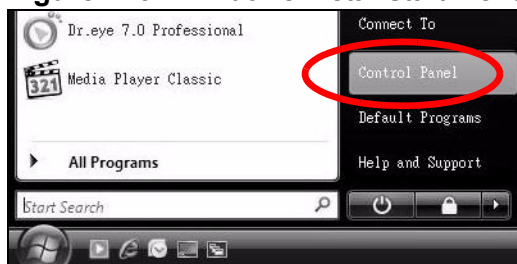 Dr.eye 7.0 Professional
321
Media Player Classic
All Programs
Start Search
Connect To
Control Panel
Default Programs
Help and Support